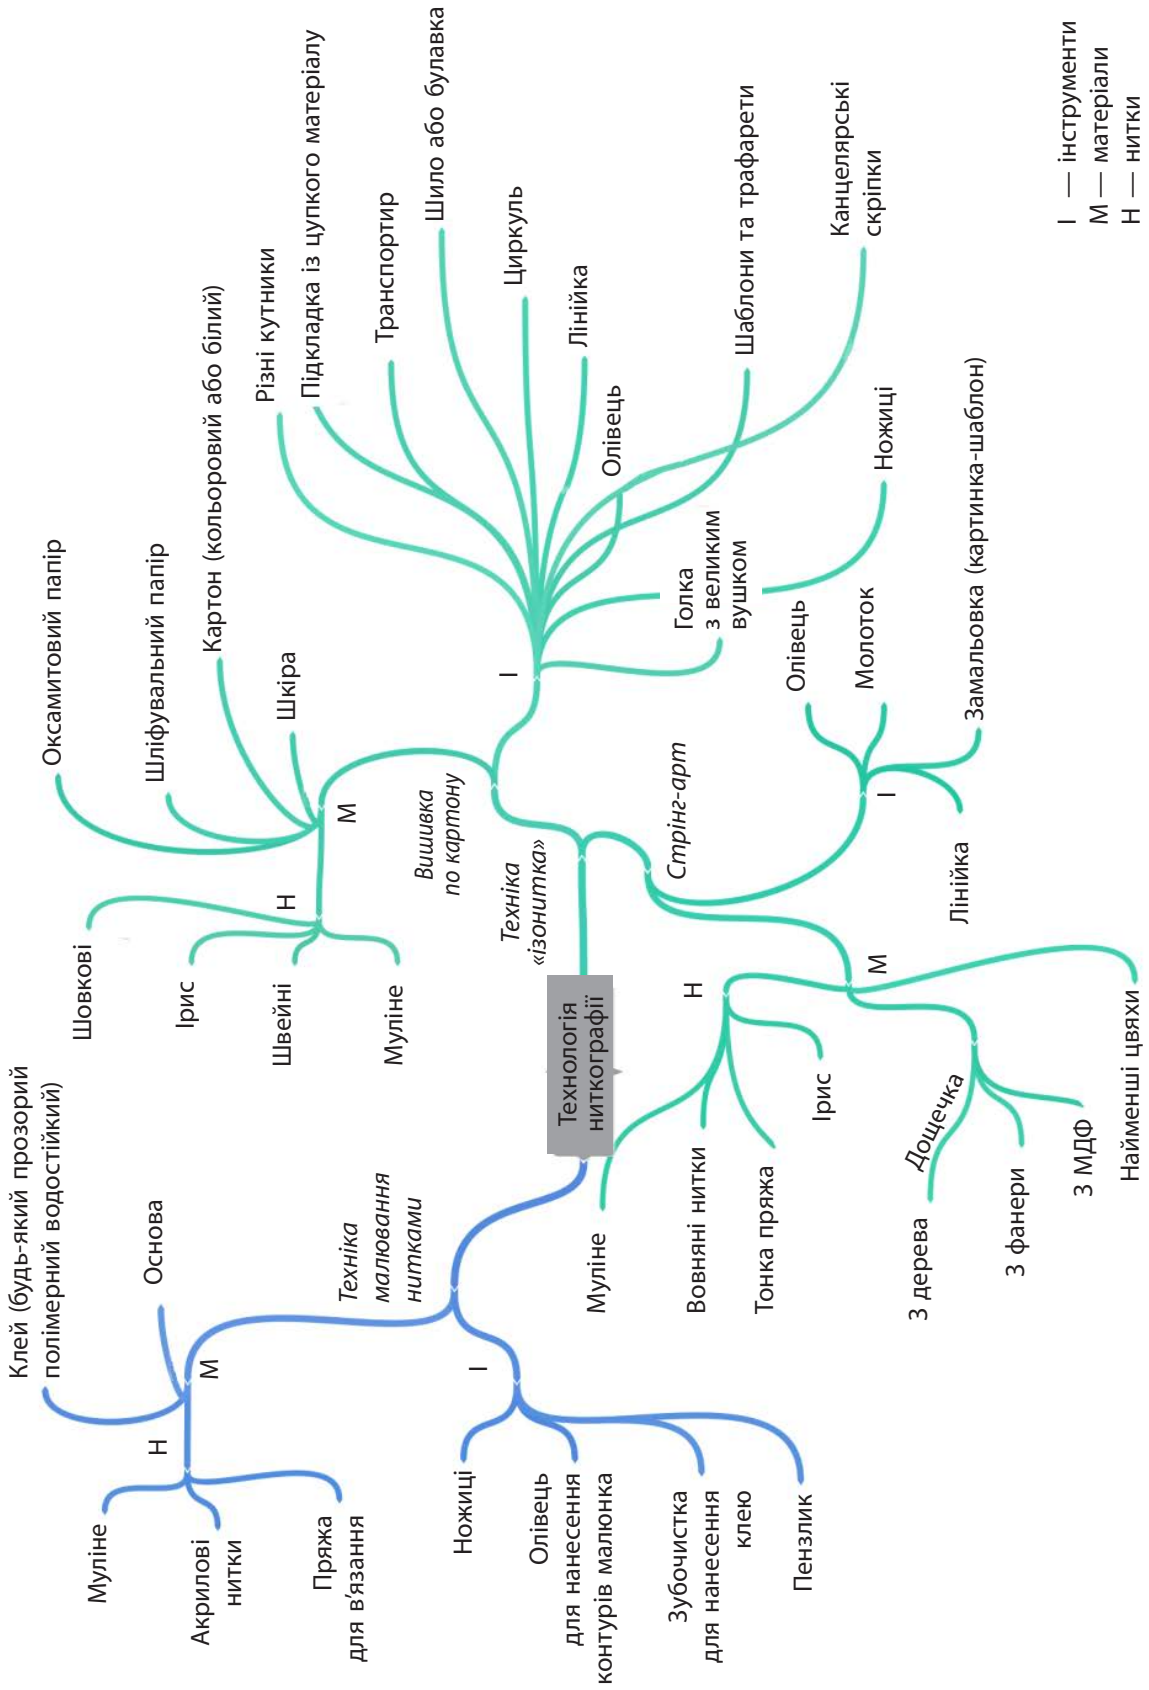 Клей (будь-який прозорий
полімерний водостійкий)
Основа
М
Н
Муліне
Акрилові
нитки
Пряжа
для в'язання
Техніка
малювання
нитками
І
Ножиці
Олівець
для нанесення
контурів малюнка
Зубочистка
для нанесення
клею
Пензлик
Технологія
ниткографії
Техніка
«ізонитка»
Вишивка
по картону
М
Оксамитовий папір
Шліфувальний папір
Картон (кольоровий або білий)
Шкіра
Н
Шовкові
Ірис
Швейні
Муліне
І
Різні кутники
Підкладка із цупкого матеріалу
Транспортир
Шило або булавка
Циркуль
Лінійка
Олівець
Шаблони та трафарети
Канцелярські
скріпки
Ножиці
Голка
з великим
вушком
Стрінг-арт
І
Олівець
Молоток
Замальовка (картинка-шаблон)
Лінійка
М
Н
Муліне
Вовняні нитки
Тонка пряжа
Ірис
Дощечка
З дерева
З фанери
З МДФ
Найменші цвяхи
І — інструменти
М — матеріали
Н — нитки